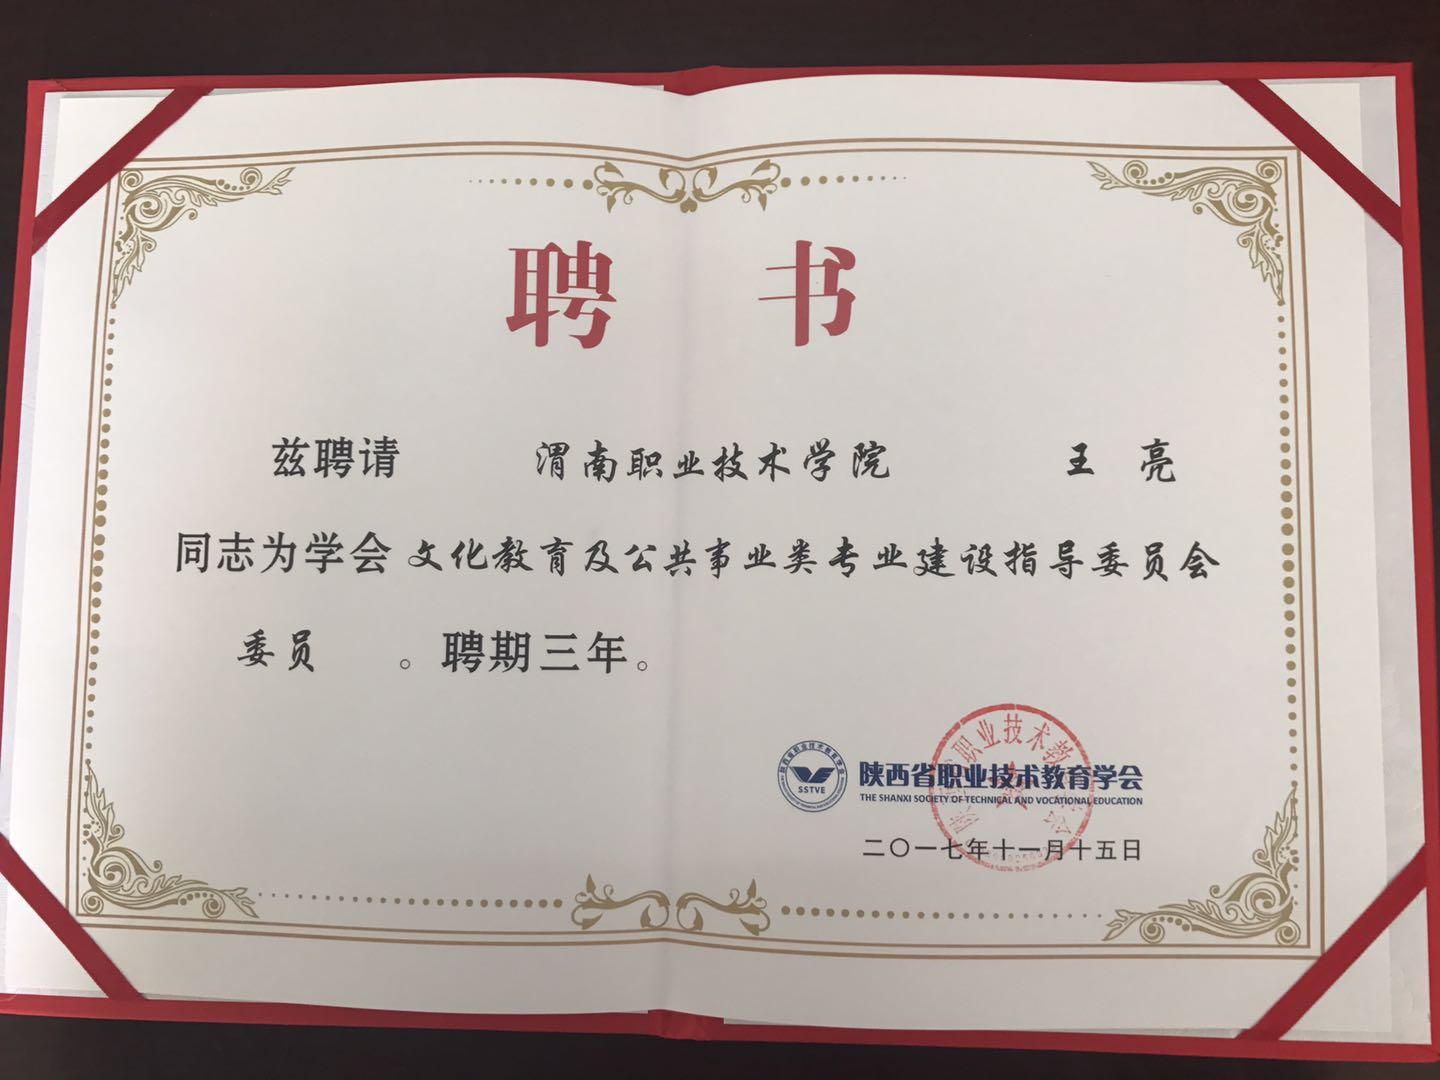 聘 书
兹聘请 渭南职业技术学院 王 亮
同志为学会 文化教育及公共事业类专业建设指导委员会
委员 。聘期三年。
SSTVE
陕西省职业技术教育学会
THE SHANXI SOCIETY OF TECHNICAL AND VOCATIONAL EDUCATION
二〇一七年十一月十五日